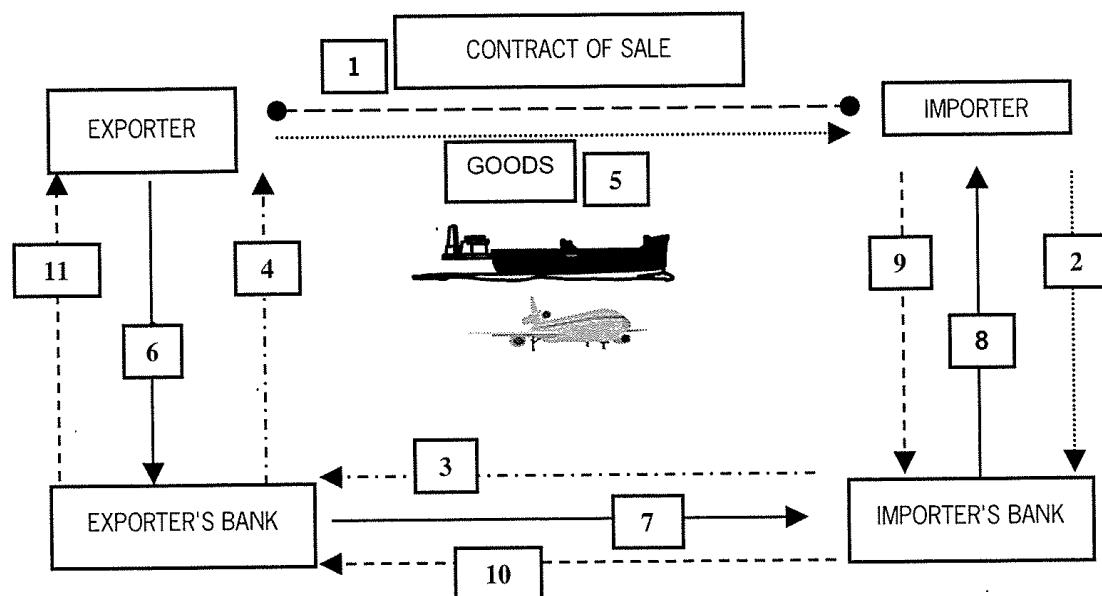 CONTRACT OF SALE
1
EXPORTER
IMPORTER
GOODS
5
11
4
9
2
6
8
3
EXPORTER'S BANK
7
IMPORTER'S BANK
10